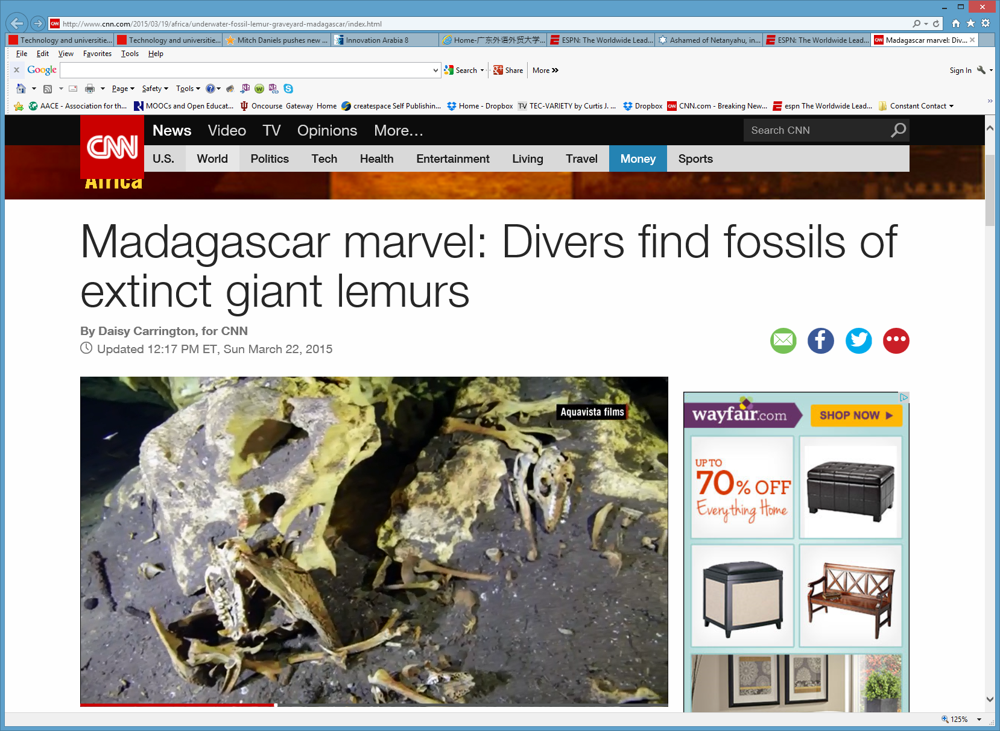 http://www.cnn.com/2015/03/19/africa/underwater-fossil-lemur-graveyard-madagascar/index.html
Technology and universitie... Technology and universitie... Mitch Daniels pushes new ... Innovation Arabia 8 Home-广东外语外贸大学... ESPN: The Worldwide Lead... Ashamed of Netanyahu, in... ESPN: The Worldwide Lead... CNN Madagascar marvel: Div...
File Edit View Favorites Tools Help
x Google Search Share More » Sign In
Page Safety Tools
AACE - Association for th... MOOCs and Open Educat... Oncourse Gateway Home createspace Self Publishin... Home - Dropbox TV TEC-VARIETY by Curtis J. ... Dropbox CNN CNN.com - Breaking New... espn The Worldwide Lead... Constant Contact
CNN News Video TV Opinions More... Search CNN
U.S. World Politics Tech Health Entertainment Living Travel Money Sports
Africa
Madagascar marvel: Divers find fossils of
extinct giant lemurs
By Daisy Carrington, for CNN
Updated 12:17 PM ET, Sun March 22, 2015
Aquavista films
wayfair.com SHOP NOW
UP TO
70% OFF
Everything Home
125%